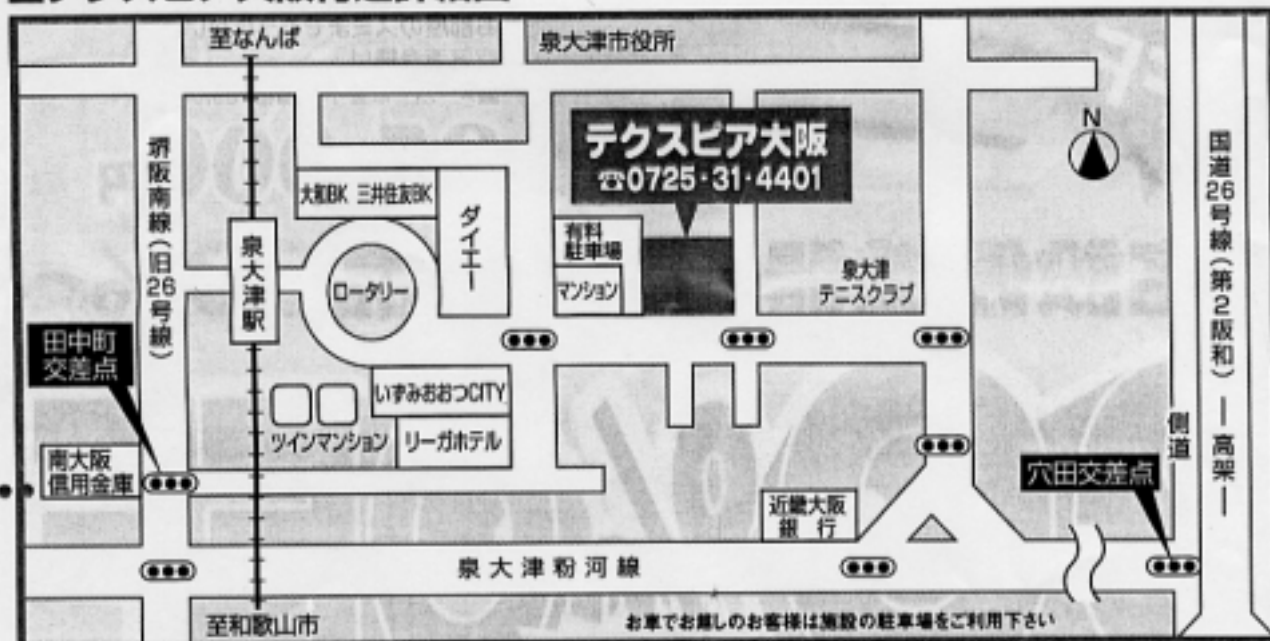 至なんば
泉大津市役所
テクスピア大阪
☎0725・31・4401
N
堺阪南線(旧26号線)
国道26号線(第2阪和)―高架―
大和BK 三井住友BK
ダイエー
有料
駐車場
マンション
泉大津駅
ロータリー
泉大津
テニスクラブ
田中町
交差点
いずみおおつCITY
ツインマンション
リーガホテル
側道
南大阪
信用金庫
穴田交差点
近畿大阪
銀行
泉大津粉河線
至和歌山市
お車でお越しのお客様は施設の駐車場をご利用下さい